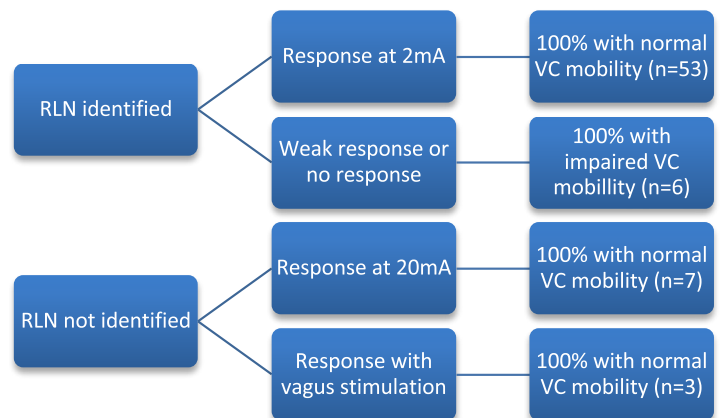 RLN identified
Response at 2mA
100% with normal
VC mobility (n=53)
Weak response or
no response
100% with
impaired VC
mobillity (n=6)
RLN not identified
Response at 20mA
100% with normal
VC mobility (n=7)
Response with
vagus stimulation
100% with normal
VC mobility (n=3)